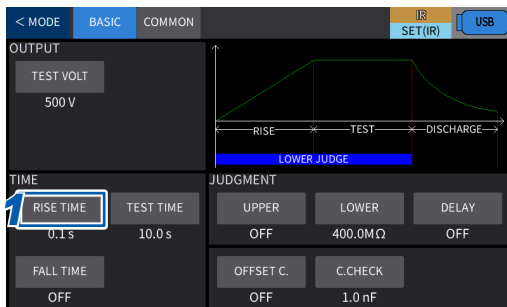 < MODE BASIC COMMON IR SET(IR) USB
OUTPUT
TEST VOLT
500 V
RISE TEST DISCHARGE
LOWER JUDGE
TIME
1 RISE TIME TEST TIME
0.1 s 10.0 s
FALL TIME
OFF
JUDGMENT
UPPER LOWER DELAY
OFF 400.0MΩ OFF
OFFSET C. C.CHECK
OFF 1.0 nF